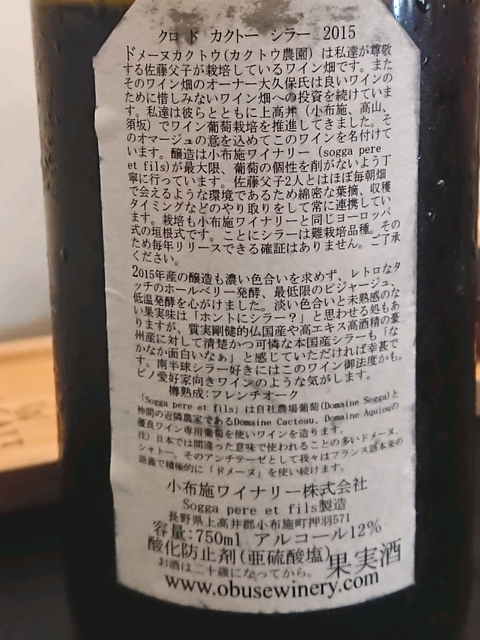 クロ ド カクトー シラー 2015
ドメーヌカクトウ(カクトウ農園) は私達が尊敬
する佐藤父子が栽培しているワイン畑です。また
そのワイン畑のオーナー大久保氏は良いワインの
ために惜しみないワイン畑への投資を続けていま
す。私達は彼らとともに上高井 (小布施、高山、
須坂) でワイン葡萄栽培を推進してきました。そ
のオマージュの意を込めてこのワインを名付けて
います。醸造は小布施ワイナリー (sogga pere
et fils)が最大限、葡萄の個性を削がないよう丁
寧に行っています。佐藤父子2人とはほぼ毎朝畑
で会えるような環境であるため綿密な葉摘、収穫
タイミングなどのやり取りをして常に連携してい
ます。栽培も小布施ワイナリーと同じヨーロッパ
式の垣根式です。ことにシラーは難栽培品種。その
ため毎年リリースできる確証はありません。ご了承
ください。
2015年産の醸造も濃い色合いを求めず、レトロなタ
ッチのホールベリー発酵、最低限のピジャージュ、
低温発酵を心がけました。淡い色合いと未熟感のな
い果実味は「ホントにシラー?」と思わせる処もあ
りますが、質実剛健的仏国産や高エキス高酒精の豪
州産に対して清楚かつ可憐な本国産シラーも「な
かなか面白いなぁ」と感じていただければ幸甚で
す。南半球シラー好きにはこのワイン御法度かも。
ピノ愛好家向きワインのような気がします。
樽熟成:フレンチオーク
(Sogga pere et fils) は自社農場葡萄(Domaine Sogga)と
仲間の近隣農家であるDomaine Cacteau、Domaine Aquiouの
優良ワイン専用葡萄を使いワインを造ります。
注) 日本では間違った意味で使われることの多いドメーヌ、
シャトー。そのアンチテーゼとして我々はフランス語本来の
語義で積極的に「ドメーヌ」を使い続けます。
小布施ワイナリー株式会社
Sogga pere et fils製造
長野県上高井郡小布施町押羽571
容量:750ml アルコール12%
酸化防止剤(亜硫酸塩) 果実酒
お酒は二十歳になってから。
www.obusewinery.com